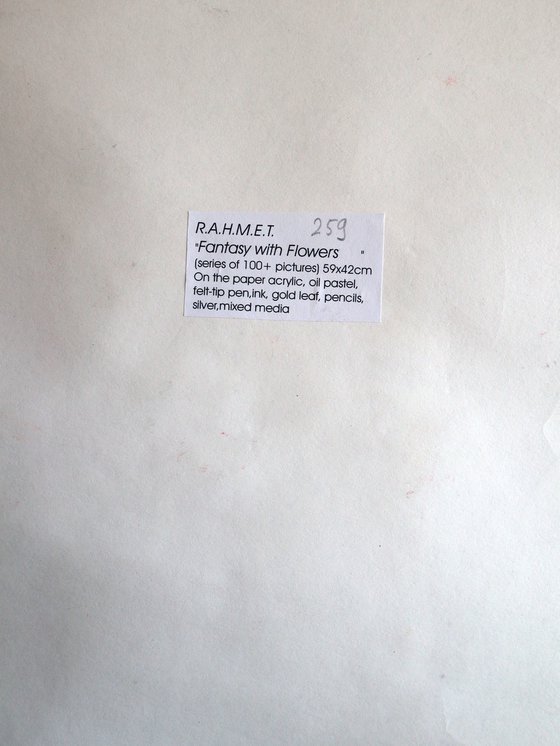 R.A.H.M.E.T. 259
"Fantasy with Flowers "
(series of 100+ pictures) 59x42cm
On the paper acrylic, oil pastel,
felt-tip pen,ink, gold leaf, pencils,
silver,mixed media